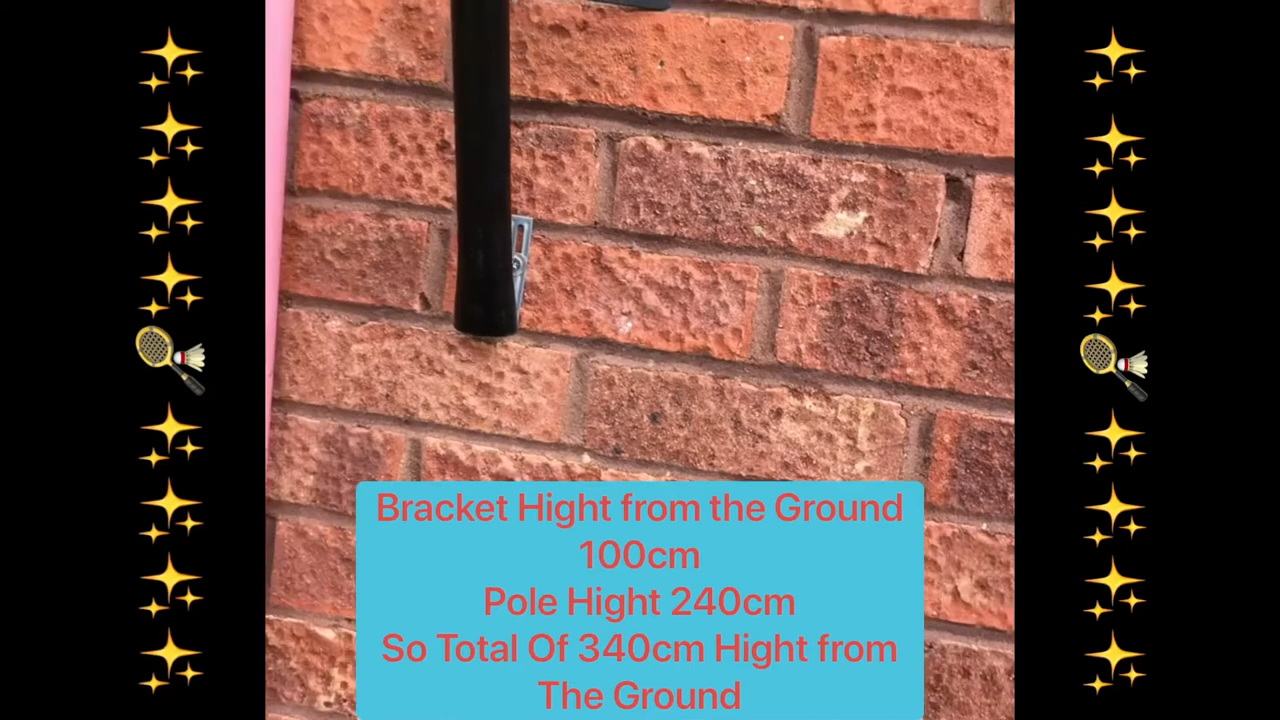 Bracket Hight from the Ground
100cm
Pole Hight 240cm
So Total Of 340cm Hight from
The Ground